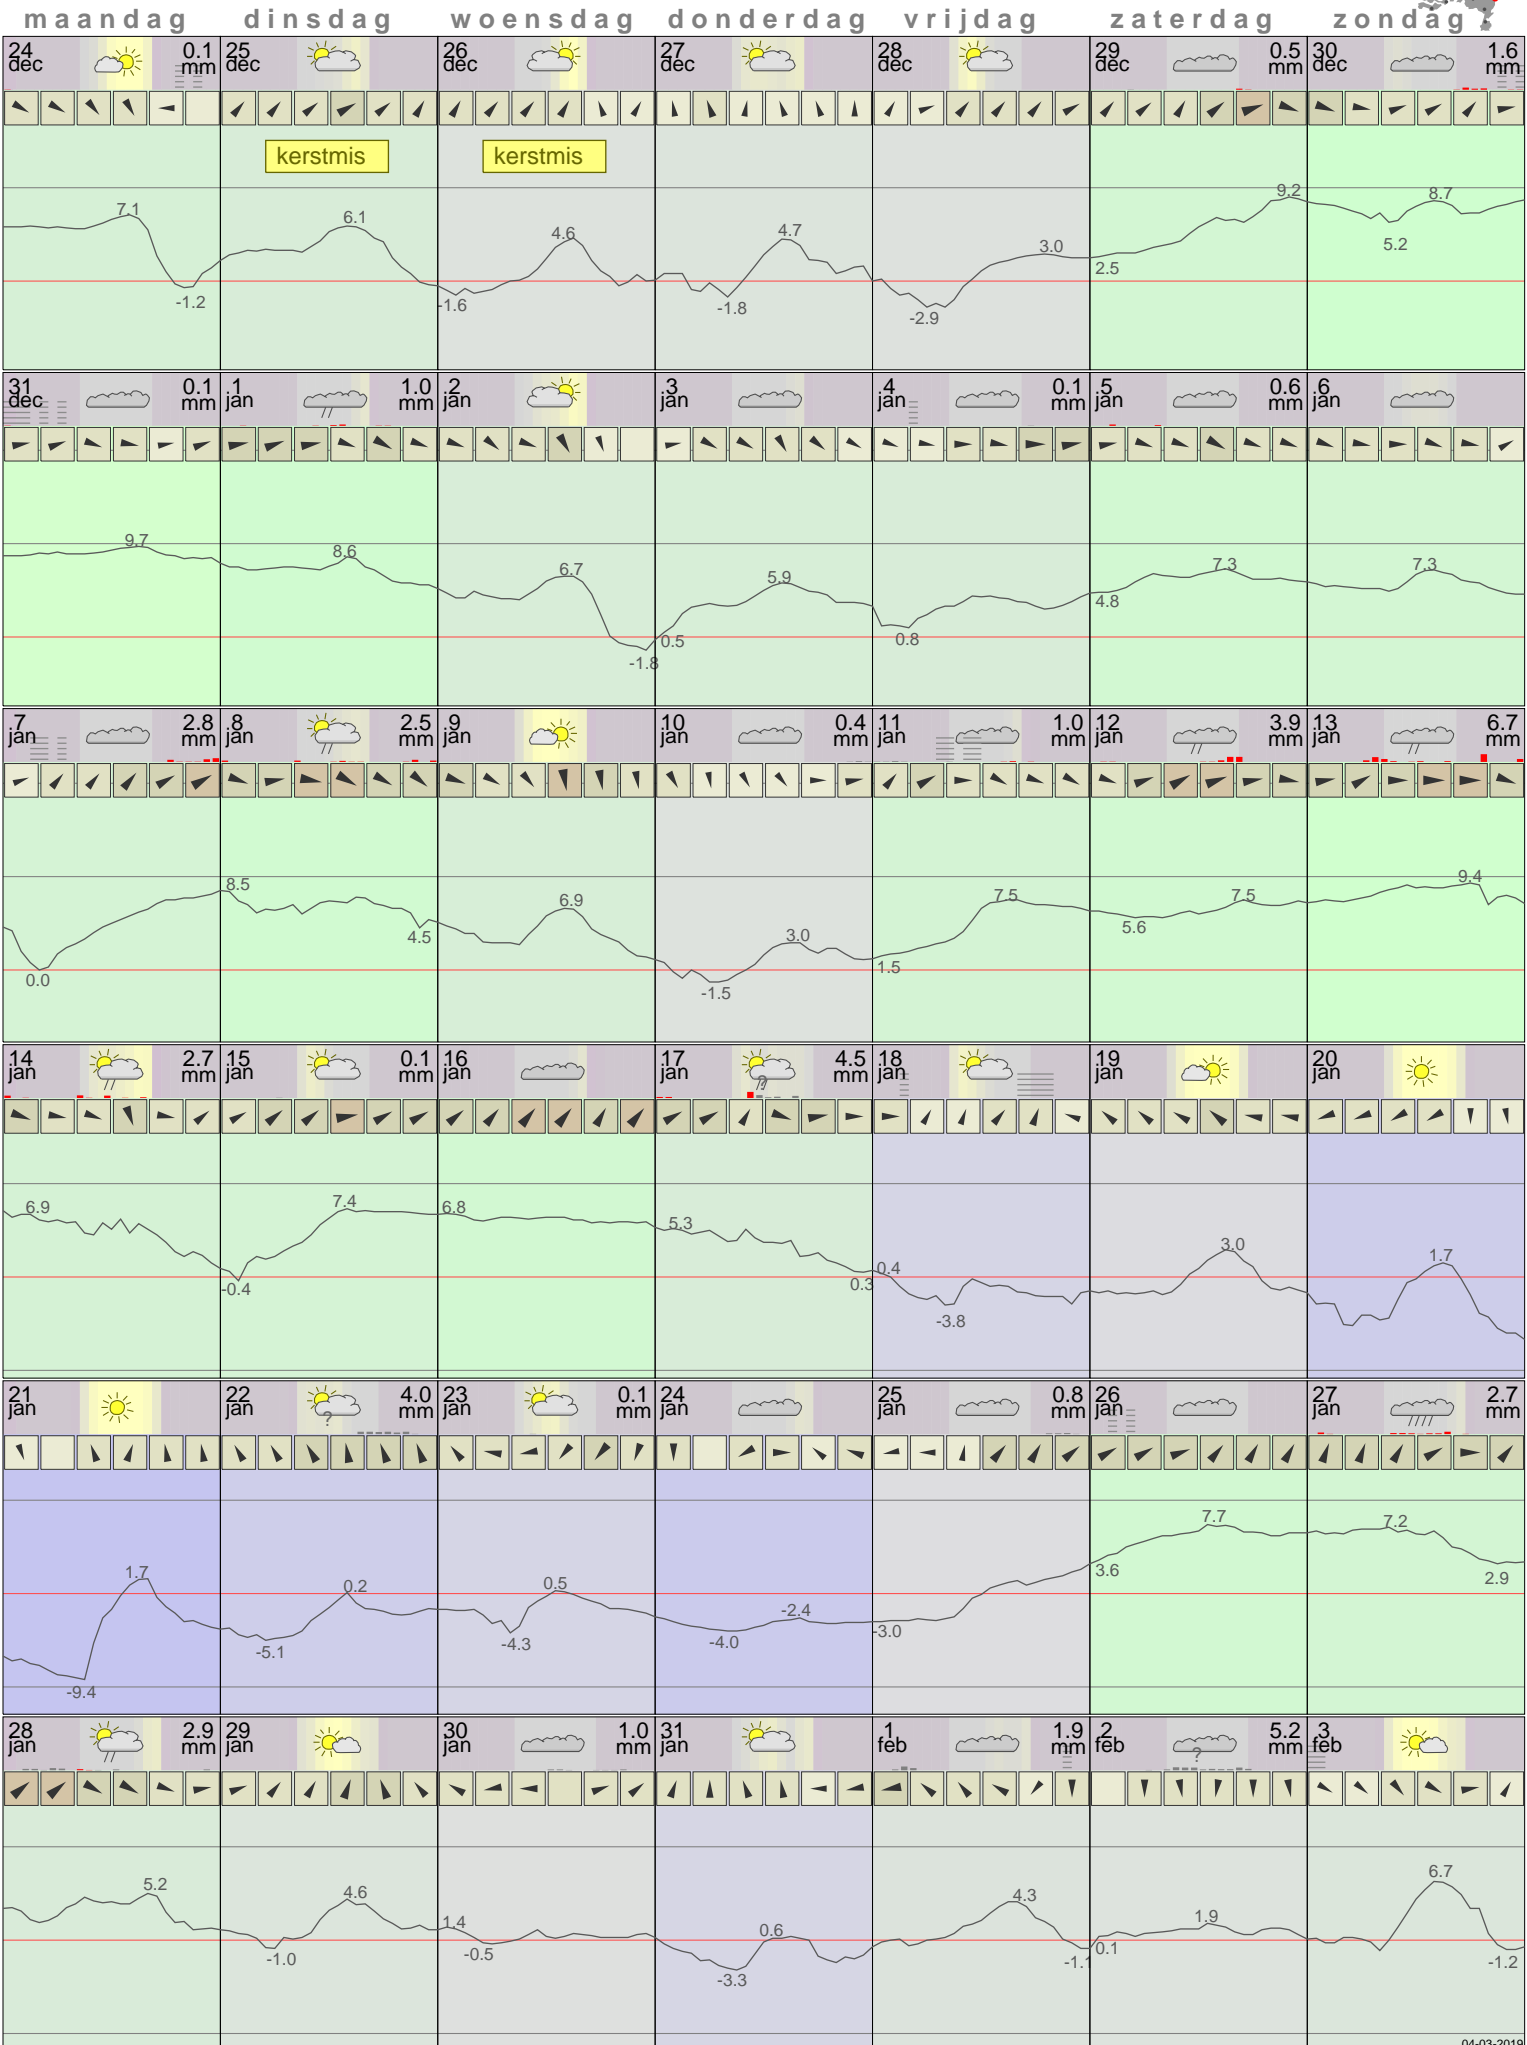 maandag dinsdag woensdag donderdag vrijdag zaterdag zondag
24 dec 0.1 mm 25 dec 26 dec 27 dec 28 dec 29 dec 0.5 mm 30 dec 1.6 mm
kerstmis kerstmis
7.1 -1.2 6.1 -1.6 4.6 -1.8 4.7 -2.9 3.0 2.5 9.2 5.2 8.7
31 dec 0.1 mm 1 jan 1.0 mm 2 jan 3 jan 4 jan 0.1 mm 5 jan 0.6 mm 6 jan
9.7 8.6 6.7 -1.8 0.5 5.9 0.8 4.8 7.3 7.3
7 jan 2.8 mm 8 jan 2.5 mm 9 jan 10 jan 0.4 mm 11 jan 1.0 mm 12 jan 3.9 mm 13 jan 6.7 mm
0.0 8.5 4.5 6.9 -1.5 3.0 1.5 7.5 5.6 7.5 9.4
14 jan 2.7 mm 15 jan 0.1 mm 16 jan 17 jan ? 4.5 mm 18 jan 19 jan 20 jan
6.9 -0.4 7.4 6.8 5.3 0.3 0.4 -3.8 3.0 1.7
21 jan 22 jan ? 4.0 mm 23 jan 0.1 mm 24 jan 25 jan 0.8 mm 26 jan 27 jan 2.7 mm
-9.4 1.7 -5.1 0.2 -4.3 0.5 -4.0 -2.4 -3.0 3.6 7.7 7.2 2.9
28 jan 2.9 mm 29 jan 30 jan 1.0 mm 31 jan 1 feb 1.9 mm 2 feb ? 5.2 mm 3 feb
5.2 -1.0 4.6 1.4 -0.5 -3.3 0.6 4.3 -1.1 0.1 1.9 6.7 -1.2
04-03-2019